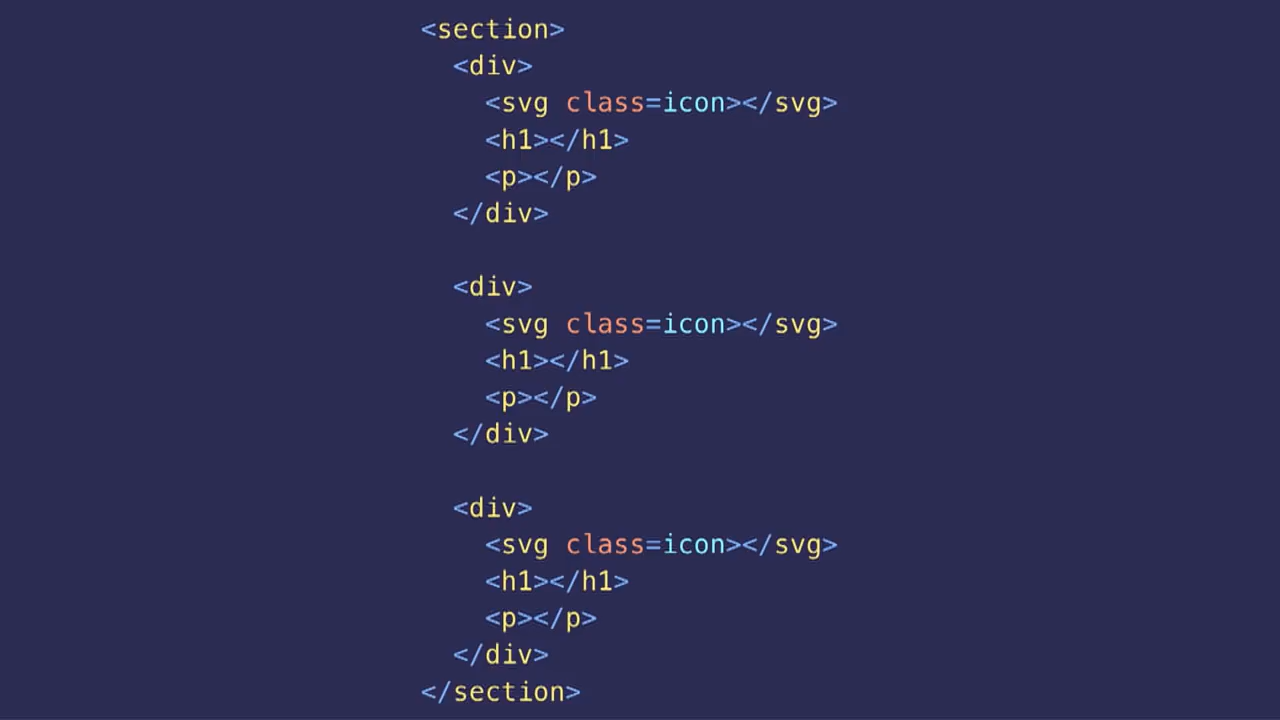 <section>
  <div>
    <svg class=icon></svg>
    <h1></h1>
    <p></p>
  </div>

  <div>
    <svg class=icon></svg>
    <h1></h1>
    <p></p>
  </div>

  <div>
    <svg class=icon></svg>
    <h1></h1>
    <p></p>
  </div>
</section>